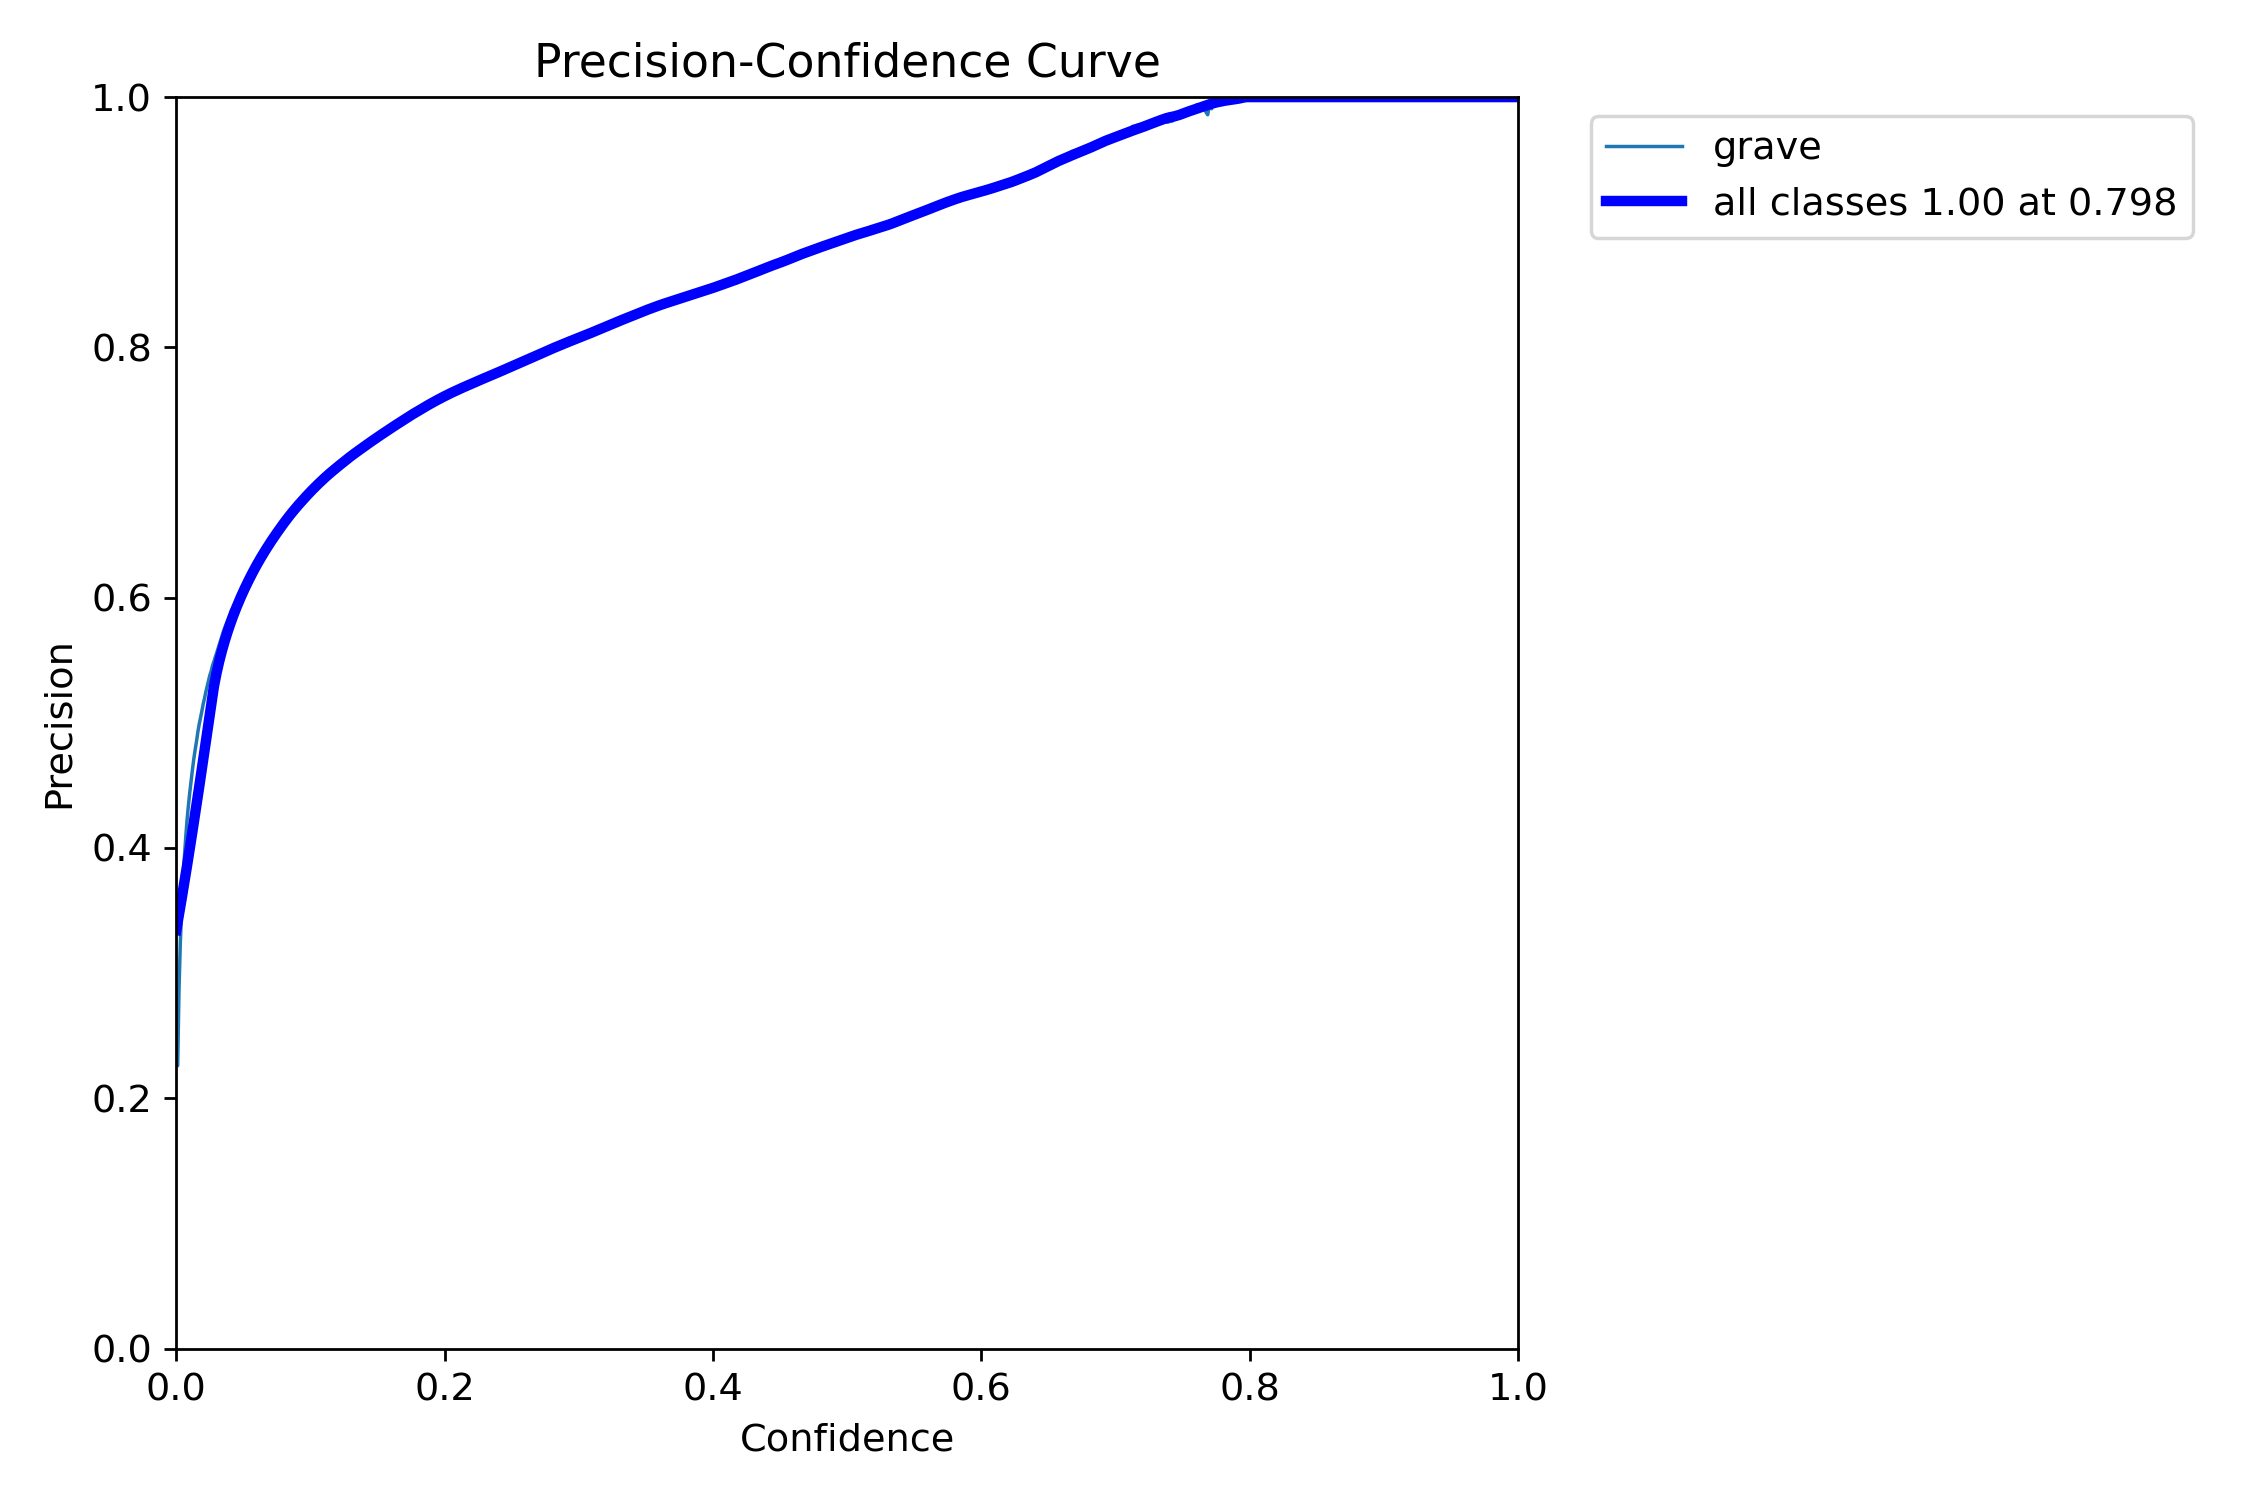 Precision-Confidence Curve
1.0
0.8
0.6
0.4
0.2
0.0
Precision
0.0 0.2 0.4 0.6 0.8 1.0
Confidence
grave
all classes 1.00 at 0.798